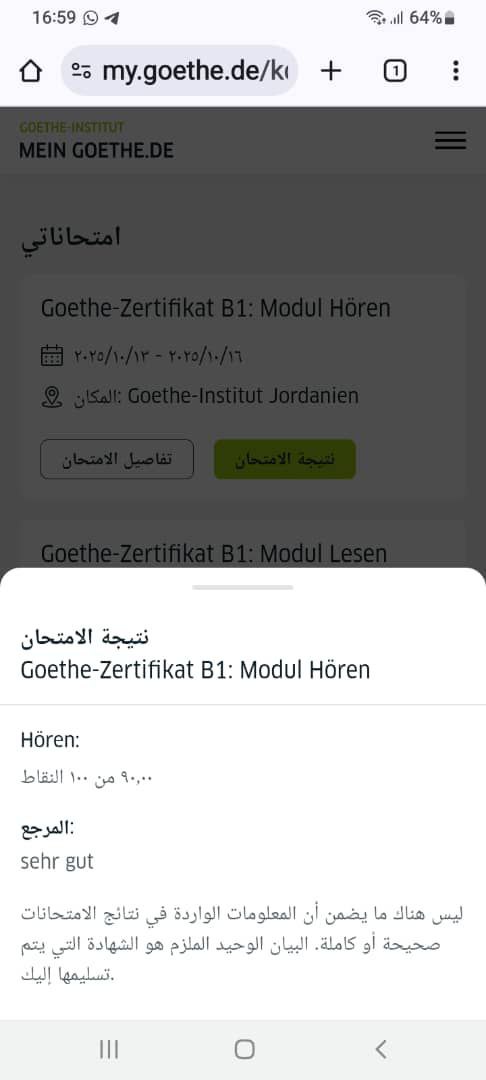 16:59
64%
my.goethe.de/k
1
GOETHE-INSTITUT
MEIN GOETHE.DE
امتحاناتي
Goethe-Zertifikat B1: Modul Hören
٢٠٢٥/١٠/١٣ - ٢٠٢٥/١٠/١٦
المكان: Goethe-Institut Jordanien
تفاصيل الامتحان
نتيجة الامتحان
Goethe-Zertifikat B1: Modul Lesen
نتيجة الامتحان
Goethe-Zertifikat B1: Modul Hören
Hören:
٩٠,٠٠ من ١٠٠ النقاط
المرجع:
sehr gut
ليس هناك ما يضمن أن المعلومات الواردة في نتائج الامتحانات
صحيحة أو كاملة. البيان الوحيد الملزم هو الشهادة التي يتم
تسليمها إليك.